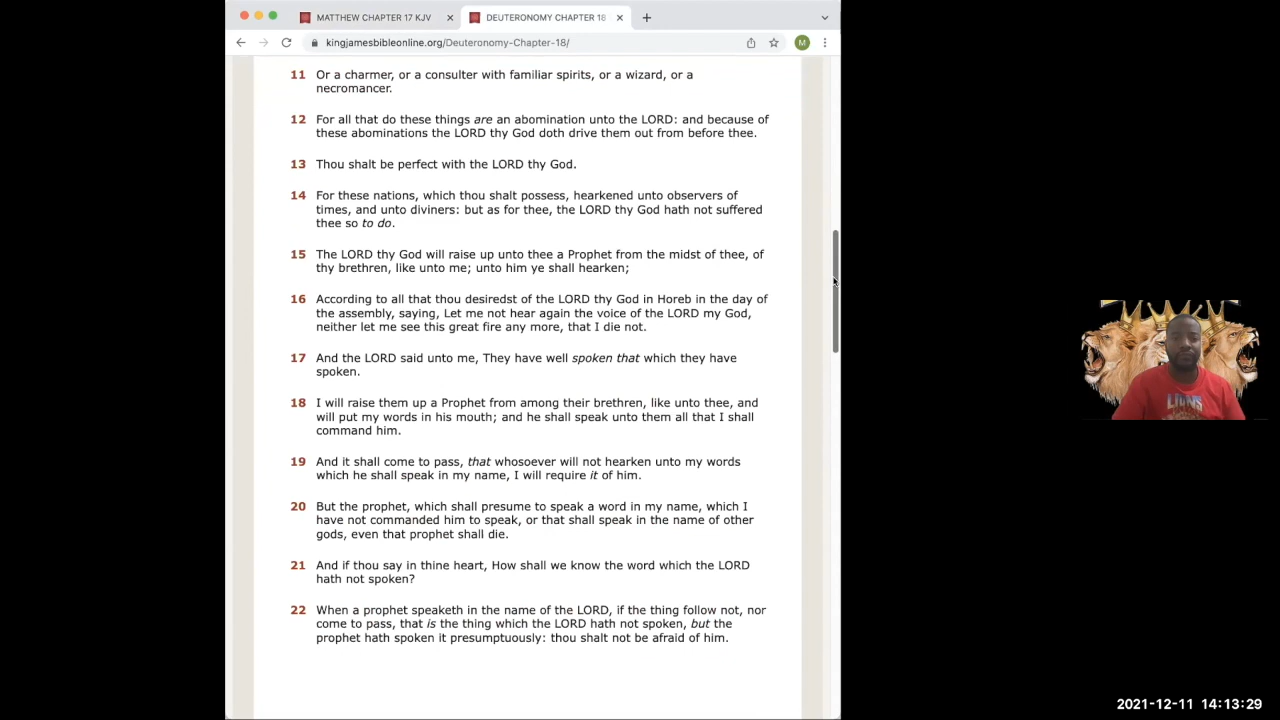 MATTHEW CHAPTER 17 KJV
DEUTERONOMY CHAPTER 18
kingjamesbibleonline.org/Deuteronomy-Chapter-18/
M
11 Or a charmer, or a consulter with familiar spirits, or a wizard, or a
necromancer.
12 For all that do these things are an abomination unto the LORD: and because of
these abominations the LORD thy God doth drive them out from before thee.
13 Thou shalt be perfect with the LORD thy God.
14 For these nations, which thou shalt possess, hearkened unto observers of
times, and unto diviners: but as for thee, the LORD thy God hath not suffered
thee so to do.
15 The LORD thy God will raise up unto thee a Prophet from the midst of thee, of
thy brethren, like unto me; unto him ye shall hearken;
16 According to all that thou desiredst of the LORD thy God in Horeb in the day of
the assembly, saying, Let me not hear again the voice of the LORD my God,
neither let me see this great fire any more, that I die not.
17 And the LORD said unto me, They have well spoken that which they have
spoken.
18 I will raise them up a Prophet from among their brethren, like unto thee, and
will put my words in his mouth; and he shall speak unto them all that I shall
command him.
19 And it shall come to pass, that whosoever will not hearken unto my words
which he shall speak in my name, I will require it of him.
20 But the prophet, which shall presume to speak a word in my name, which I
have not commanded him to speak, or that shall speak in the name of other
gods, even that prophet shall die.
21 And if thou say in thine heart, How shall we know the word which the LORD
hath not spoken?
22 When a prophet speaketh in the name of the LORD, if the thing follow not, nor
come to pass, that is the thing which the LORD hath not spoken, but the
prophet hath spoken it presumptuously: thou shalt not be afraid of him.
LIONS
2021-12-11 14:13:29